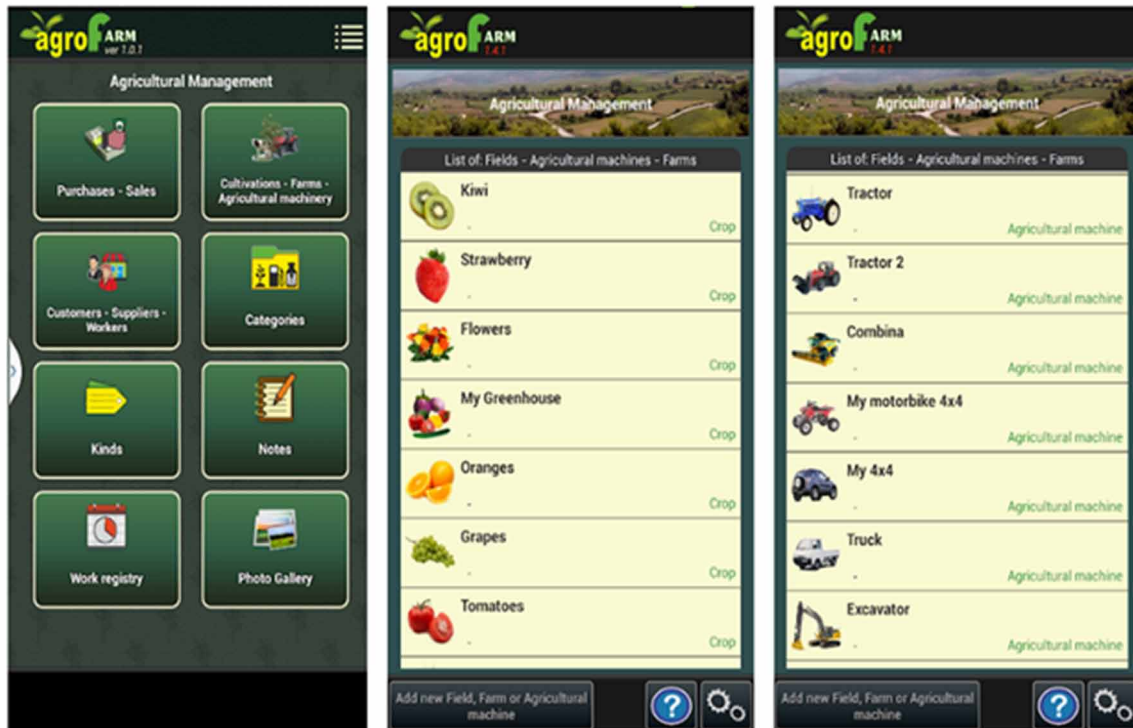 agrofARM
ver 1.0.1
Agricultural Management
Purchases - Sales
Cultivations - Farms -
Agricultural machinery
Customers - Suppliers -
Workers
Categories
Kinds
Notes
Work registry
Photo Gallery
agrofARM
1.4.1
Agricultural Management
List of: Fields - Agricultural machines - Farms
Kiwi
.
Crop
Strawberry
.
Crop
Flowers
.
Crop
My Greenhouse
.
Crop
Oranges
.
Crop
Grapes
.
Crop
Tomatoes
.
Crop
Add new Field, Farm or Agricultural
machine
?
agrofARM
1.4.1
Agricultural Management
List of: Fields - Agricultural machines - Farms
Tractor
.
Agricultural machine
Tractor 2
.
Agricultural machine
Combina
.
Agricultural machine
My motorbike 4x4
.
Agricultural machine
My 4x4
.
Agricultural machine
Truck
.
Agricultural machine
Excavator
.
Agricultural machine
Add new Field, Farm or Agricultural
machine
?